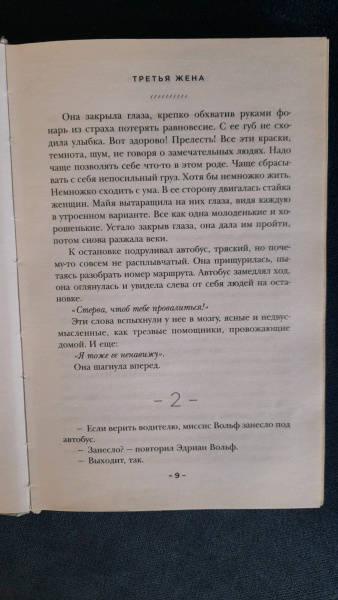 ТРЕТЬЯ ЖЕНА
Она закрыла глаза, крепко обхватив руками фо-
нарь из страха потерять равновесие. С ее губ не схо-
дила улыбка. Вот здорово! Прелесть! Все эти краски,
темнота, шум, не говоря о замечательных людях. Надо
чаще позволять себе что-то в этом роде. Чаще сбрасы-
вать с себя непосильный груз. Хотя бы немножко жить.
Немножко сходить с ума. В ее сторону двигалась стайка
женщин. Майя вытаращила на них глаза, видя каждую
в утроенном варианте. Все как одна молоденькие и хо-
рошенькие. Устало закрыв глаза, она дала им пройти,
потом снова разжала веки.
К остановке подруливал автобус, тряский, но поче-
му-то совсем не расплывчатый. Она прищурилась, пы-
таясь разобрать номер маршрута. Автобус замедлял ход,
она оглянулась и увидела слева от себя людей на оста-
новке.
«Стерва, чтоб тебе провалиться!»
Эти слова вспыхнули у нее в мозгу, ясные и недвус-
мысленные, как трезвые помощники, провожающие
домой. И еще:
«Я тоже ее ненавижу».
Она шагнула вперед.
– 2 –
— Если верить водителю, миссис Вольф занесло под
автобус.
— Занесло? — повторил Эдриан Вольф.
— Выходит, так.
– 9 –